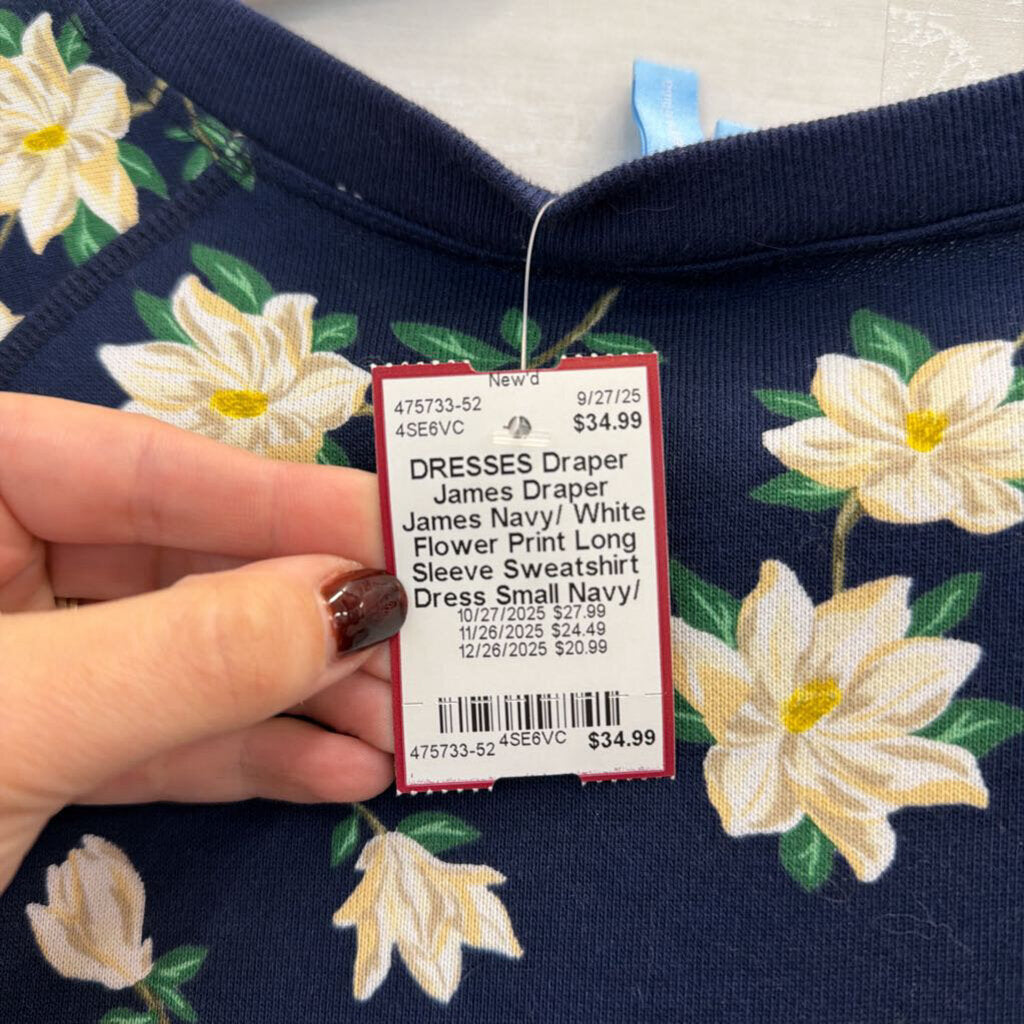 New'd
475733-52 9/27/25
4SE6VC $34.99
DRESSES Draper
James Draper
James Navy/ White
Flower Print Long
Sleeve Sweatshirt
Dress Small Navy/
10/27/2025 $27.99
11/26/2025 $24.49
12/26/2025 $20.99
475733-52 4SE6VC $34.99